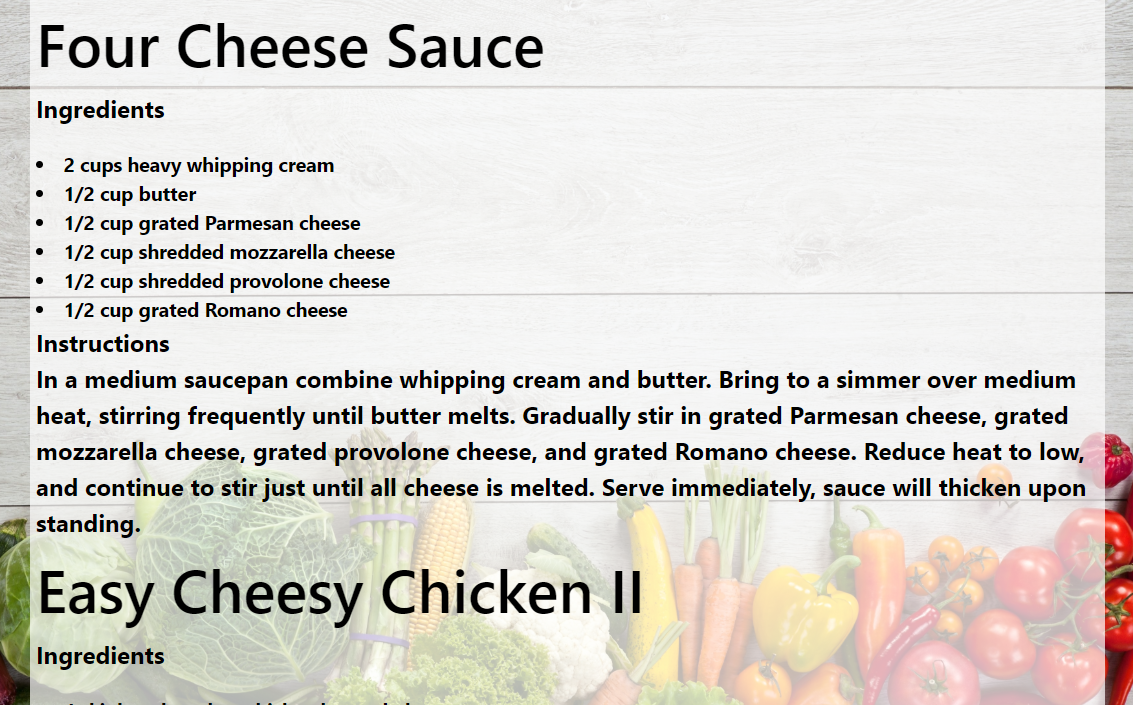 Four Cheese Sauce
Ingredients
2 cups heavy whipping cream
1/2 cup butter
1/2 cup grated Parmesan cheese
1/2 cup shredded mozzarella cheese
1/2 cup shredded provolone cheese
1/2 cup grated Romano cheese
Instructions
In a medium saucepan combine whipping cream and butter. Bring to a simmer over medium
heat, stirring frequently until butter melts. Gradually stir in grated Parmesan cheese, grated
mozzarella cheese, grated provolone cheese, and grated Romano cheese. Reduce heat to low,
and continue to stir just until all cheese is melted. Serve immediately, sauce will thicken upon
standing.
Easy Cheesy Chicken II
Ingredients